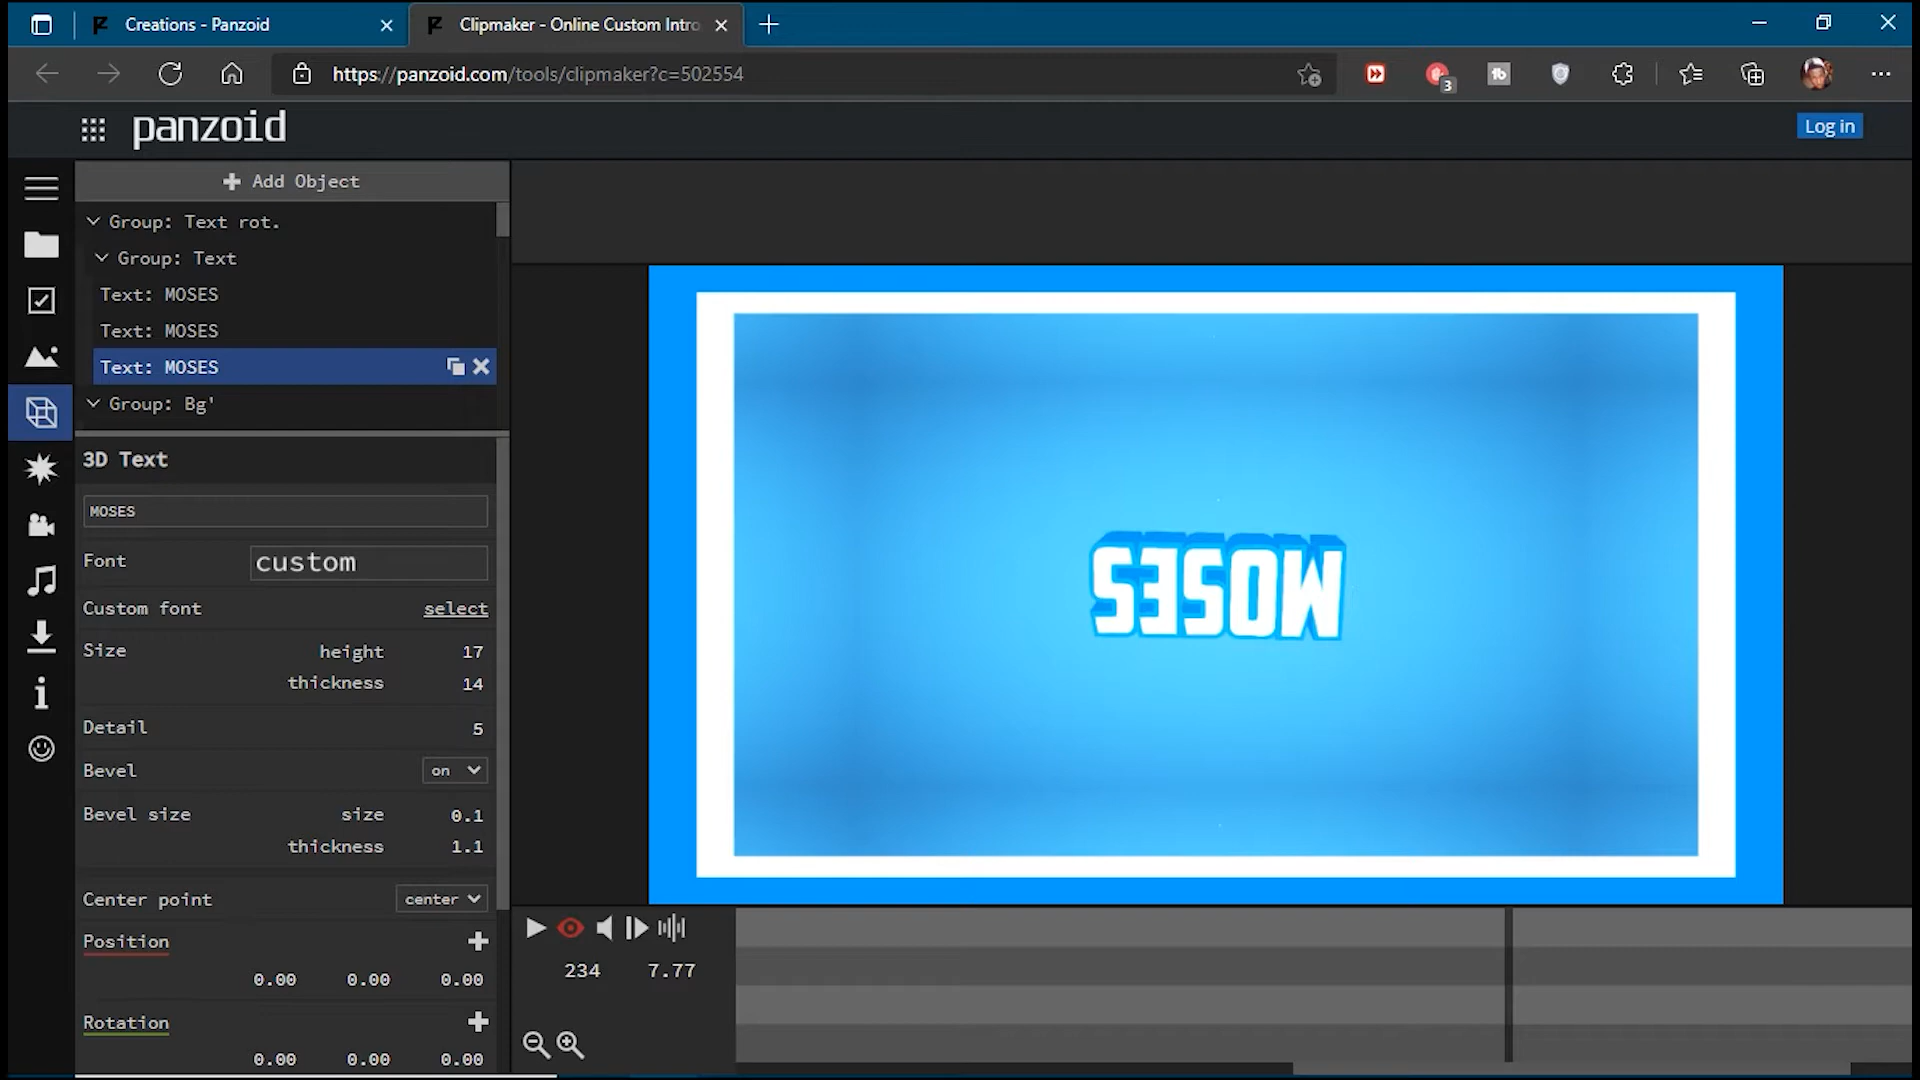 Creations - Panzoid
Clipmaker - Online Custom Intro
https://panzoid.com/tools/clipmaker?c=502554
3
panzoid
Log in
Add Object
Group: Text rot.
Group: Text
Text: MOSES
Text: MOSES
Text: MOSES
Group: Bg'
3D Text
MOSES
Font custom
Custom font select
Size height 17
thickness 14
Detail 5
Bevel on
Bevel size size 0.1
thickness 1.1
Center point center
Position
0.00 0.00 0.00
Rotation
0.00 0.00 0.00
MOSES
234 7.77